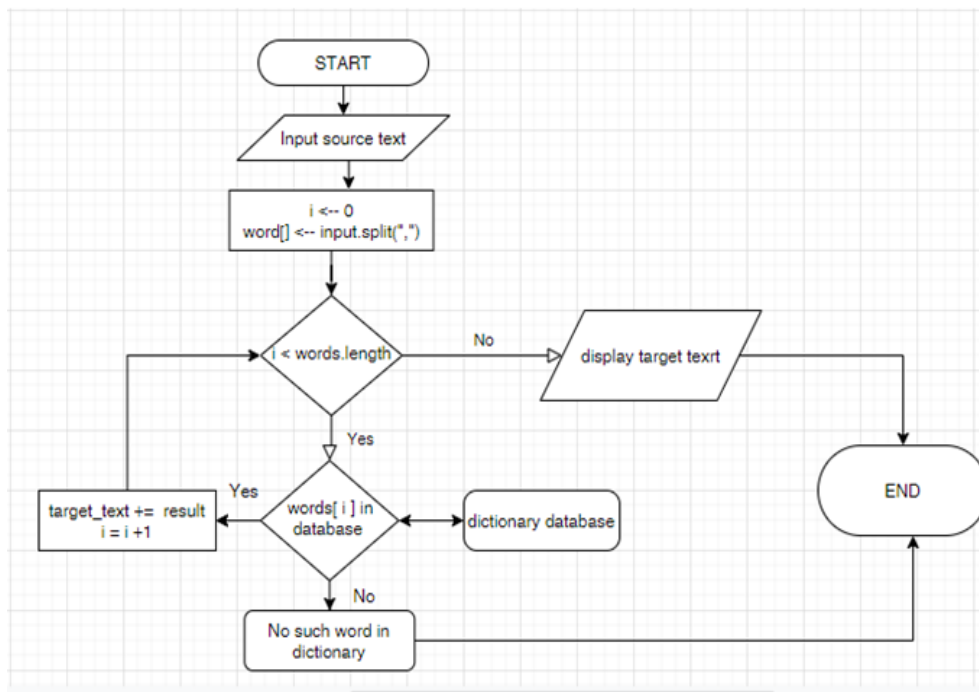 START
Input source text
i <-- 0
word[] <-- input.split(",")
i < words.length
No
display target texrt
Yes
words[ i ] in
database
Yes
target_text += result
i = i +1
dictionary database
END
No
No such word in
dictionary